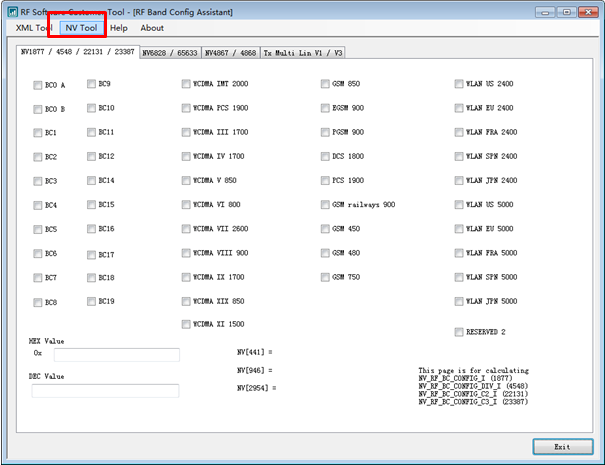 RF Software Customer Tool - [RF Band Config Assistant]
XML Tool NV Tool Help About
NV1877 / 4548 / 22131 / 23387 NV6828 / 65633 NV4867 / 4868 Tx Multi Lin V1 / V3
BC0 A BC9 WCDMA IMT 2000 GSM 850 WLAN US 2400
BC0 B BC10 WCDMA PCS 1900 EGSM 900 WLAN EU 2400
BC1 BC11 WCDMA III 1700 PGSM 900 WLAN FRA 2400
BC2 BC12 WCDMA IV 1700 DCS 1800 WLAN SPN 2400
BC3 BC14 WCDMA V 850 PCS 1900 WLAN JPN 2400
BC4 BC15 WCDMA VI 800 GSM railways 900 WLAN US 5000
BC5 BC16 WCDMA VII 2600 GSM 450 WLAN EU 5000
BC6 BC17 WCDMA VIII 900 GSM 480 WLAN FRA 5000
BC7 BC18 WCDMA IX 1700 GSM 750 WLAN SPN 5000
BC8 BC19 WCDMA XIX 850 WLAN JPN 5000
WCDMA XI 1500 RESERVED 2
HEX Value
0x NV[441] =
NV[946] =
DEC Value
NV[2954] =
This page is for calculating
NV_RF_BC_CONFIG_I (1877)
NV_RF_BC_CONFIG_DIV_I (4548)
NV_RF_BC_CONFIG_C2_I (22131)
NV_RF_BC_CONFIG_C3_I (23387)
Exit